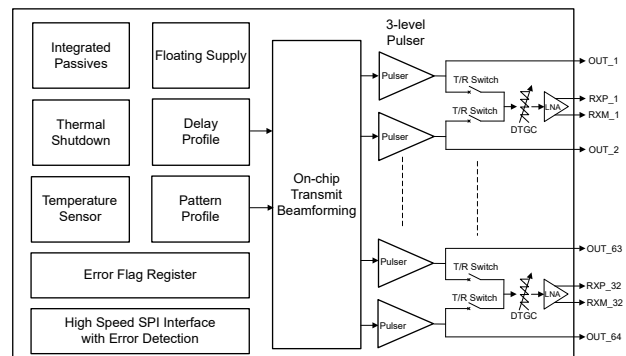 Integrated
Passives
Floating Supply
Thermal
Shutdown
Delay
Profile
Temperature
Sensor
Pattern
Profile
Error Flag Register
High Speed SPI Interface
with Error Detection
On-chip
Transmit
Beamforming
3-level
Pulser
Pulser
T/R Switch
T/R Switch
Pulser
DTGC
LNA
OUT_1
RXP_1
RXM_1
OUT_2
Pulser
T/R Switch
T/R Switch
Pulser
DTGC
LNA
OUT_63
RXP_32
RXM_32
OUT_64